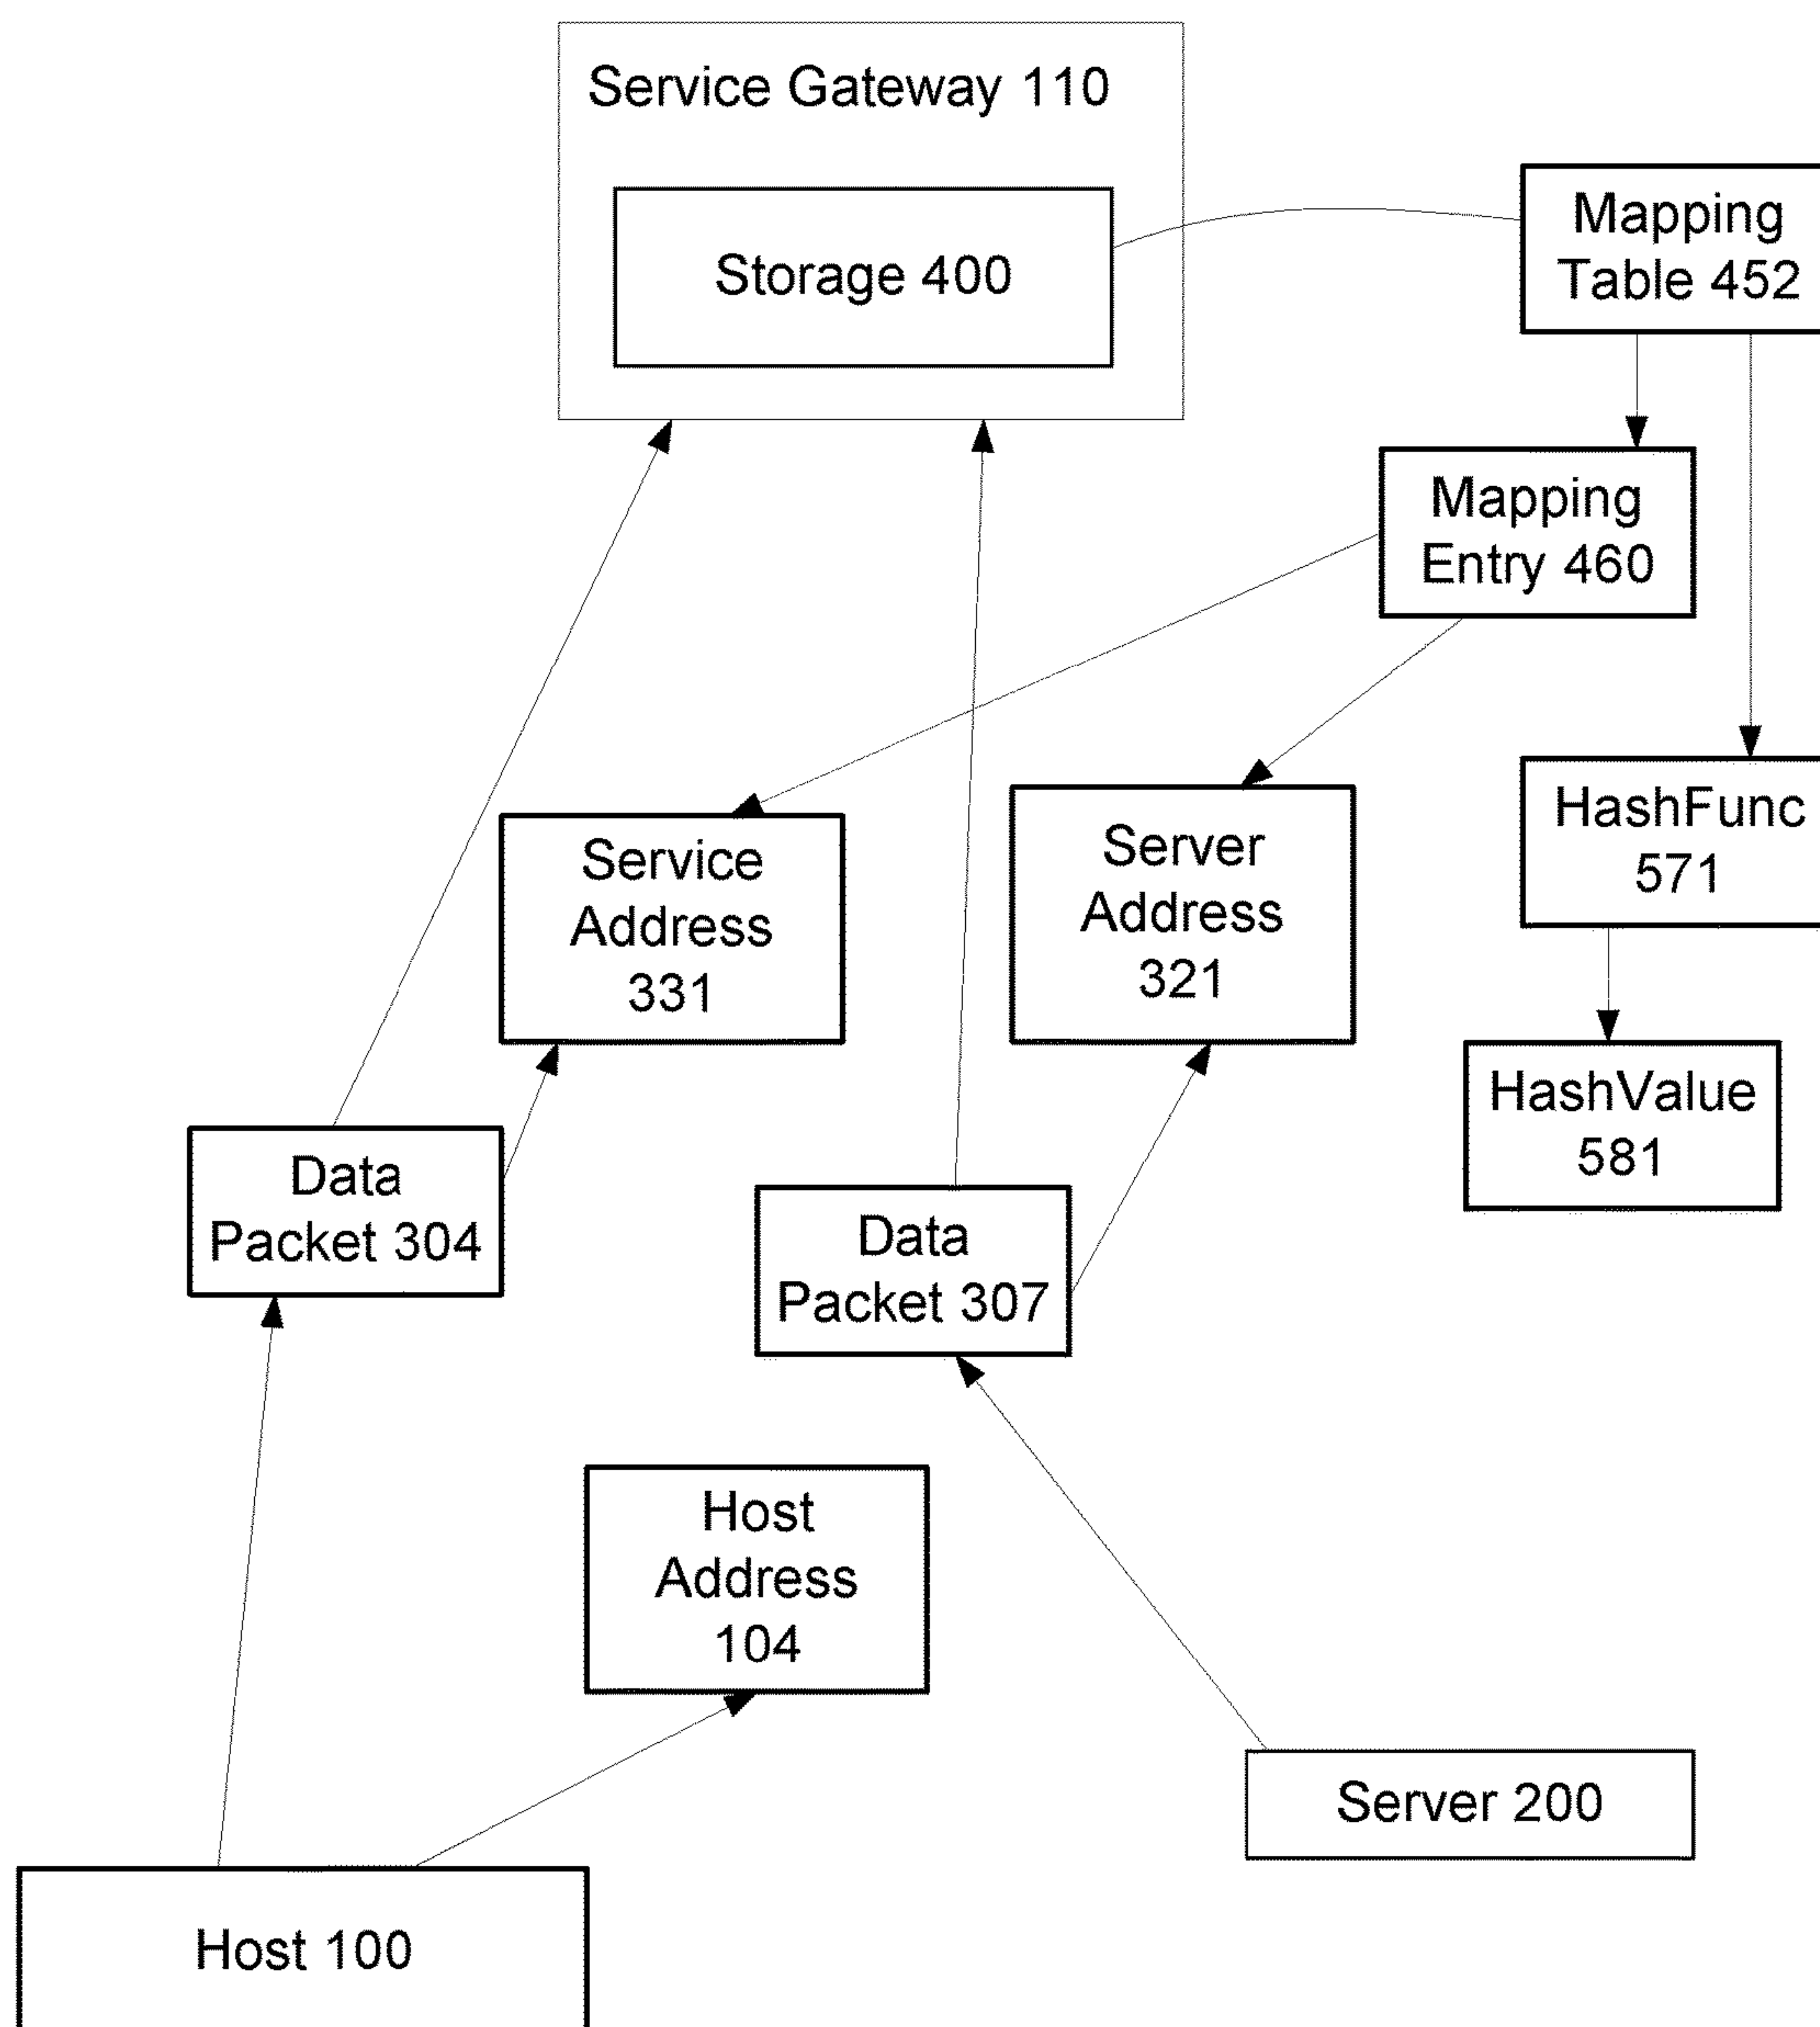 Service Gateway 110
Storage 400
Mapping
Table 452
Mapping
Entry 460
Service
Address
331
Server
Address
321
HashFunc
571
HashValue
581
Data
Packet 304
Data
Packet 307
Host
Address
104
Server 200
Host 100